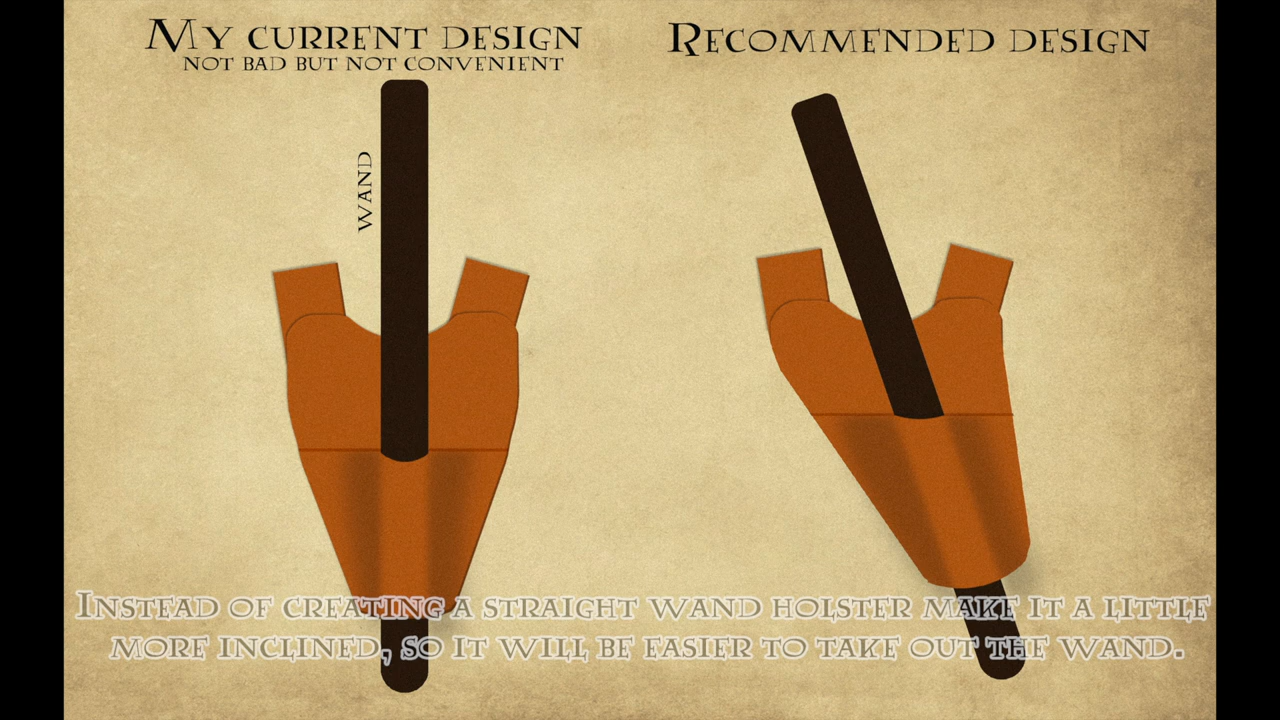 My current design
not bad but not convenient
Recommended design
wand
Instead of creating a straight wand holster make it a little
more inclined, so it will be easier to take out the wand.